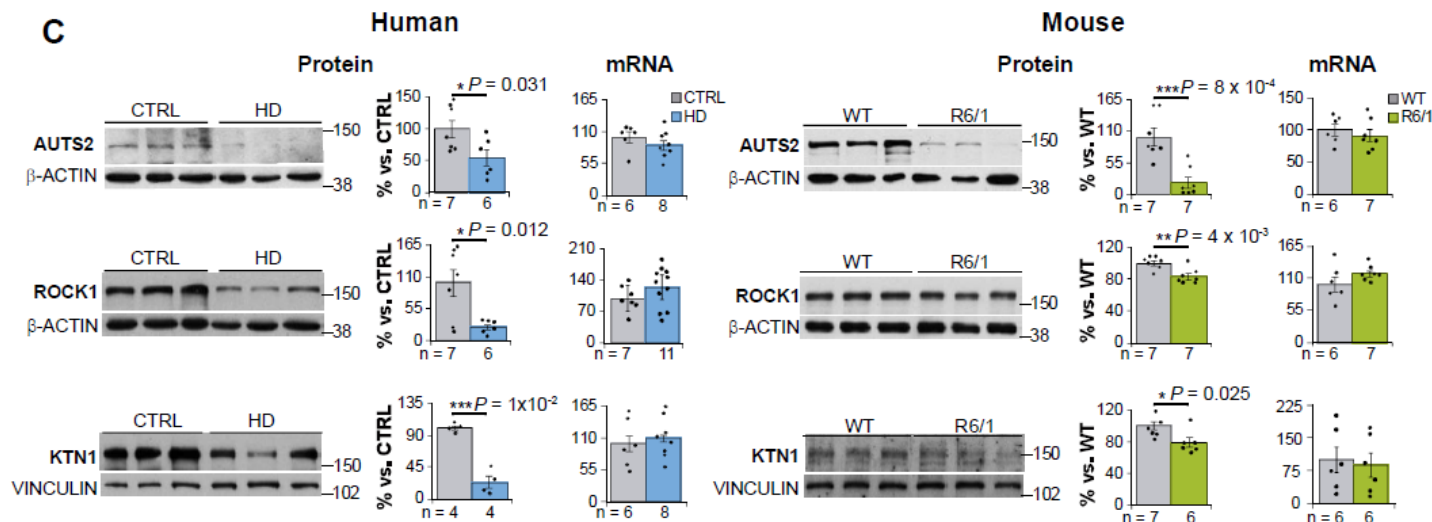 C
Human
Mouse
Protein
mRNA
Protein
mRNA
CTRL HD
AUTS2
β-ACTIN
–150
–38
% vs. CTRL
150
100
50
0
* P = 0.031
n = 7 6
165
110
55
0
CTRL
HD
n = 6 8
WT R6/1
AUTS2
β-ACTIN
–150
–38
% vs. WT
165
110
55
0
***P = 8 x 10-4
n = 7 7
150
100
50
0
WT
R6/1
n = 6 7
CTRL HD
ROCK1
β-ACTIN
–150
–38
% vs. CTRL
165
110
55
0
* P = 0.012
n = 7 6
210
140
70
0
n = 7 11
WT R6/1
ROCK1
β-ACTIN
–150
–38
% vs. WT
120
80
40
0
** P = 4 x 10-3
n = 7 7
165
110
55
0
n = 6 7
CTRL HD
KTN1
VINCULIN
–150
–102
% vs. CTRL
135
90
45
0
***P = 1x10-2
n = 4 4
165
110
55
0
n = 6 8
WT R6/1
KTN1
VINCULIN
–150
–102
% vs. WT
120
80
40
0
* P = 0.025
n = 7 6
225
150
75
0
n = 6 6